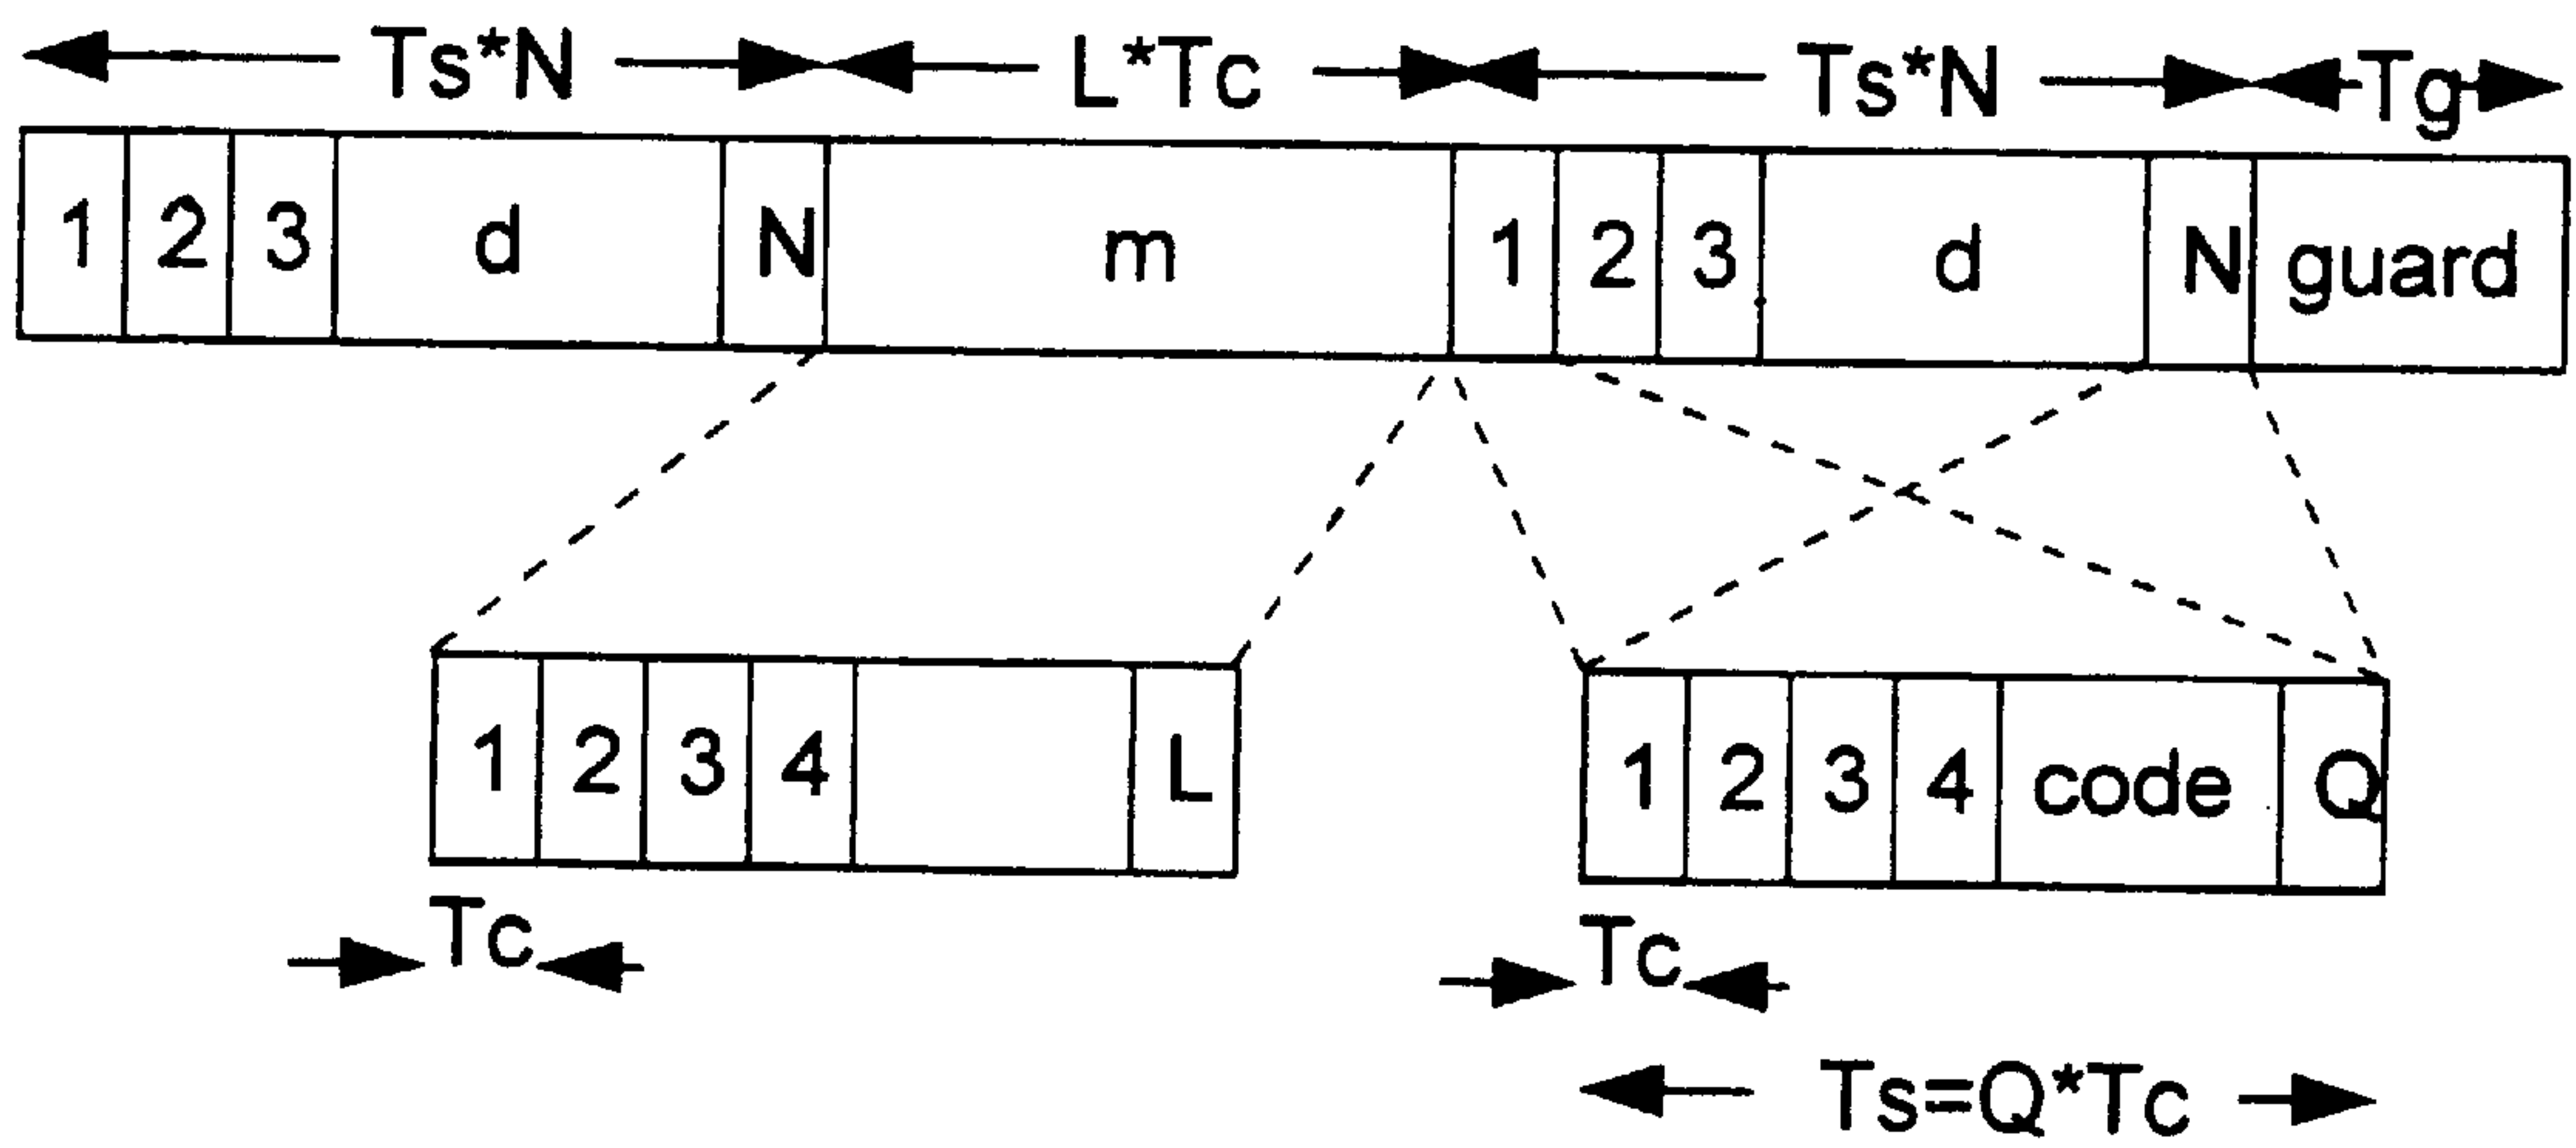 Ts*N L*Tc Ts*N Tg
1 2 3 d N m 1 2 3 d N guard
1 2 3 4 L 1 2 3 4 code Q
Tc Tc
Ts=Q*Tc